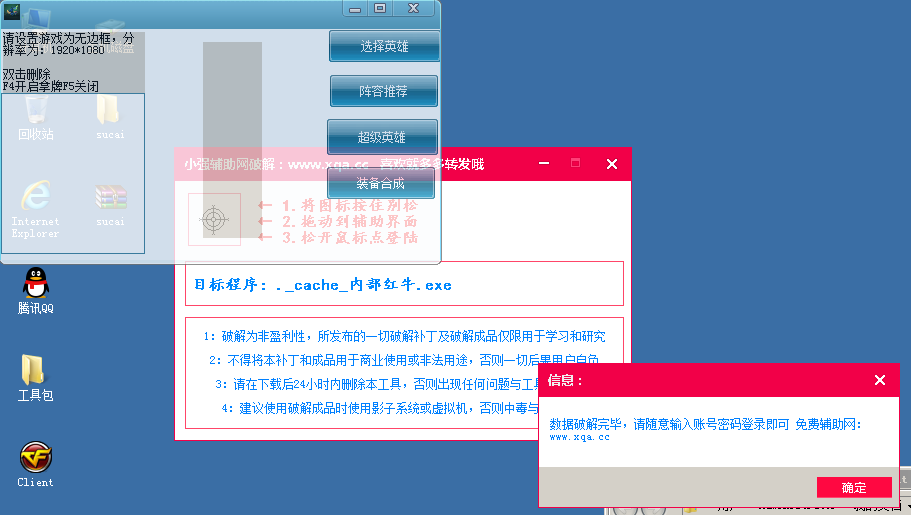 请设置游戏为无边框，分
辨率为：1920*1080
双击删除
F4开启拿牌F5关闭
选择英雄
阵容推荐
超级英雄
装备合成
回收站
sucai
Internet
Explorer
sucai
腾讯QQ
工具包
Client
小强辅助网破解：www.xqa.cc 喜欢就多多转发哦
← 1.将图标按住别松
← 2.拖动到辅助界面
← 3.松开鼠标点登陆
目标程序：._cache_内部红牛.exe
1：破解为非盈利性，所发布的一切破解补丁及破解成品仅限用于学习和研究
2：不得将本补丁和成品用于商业使用或非法用途，否则一切后果用户自负
3：请在下载后24小时内删除本工具，否则出现任何问题与工具
4：建议使用破解成品时使用影子系统或虚拟机，否则中毒与
信息：
数据破解完毕，请随意输入账号密码登录即可 免费辅助网：
www.xqa.cc
确定